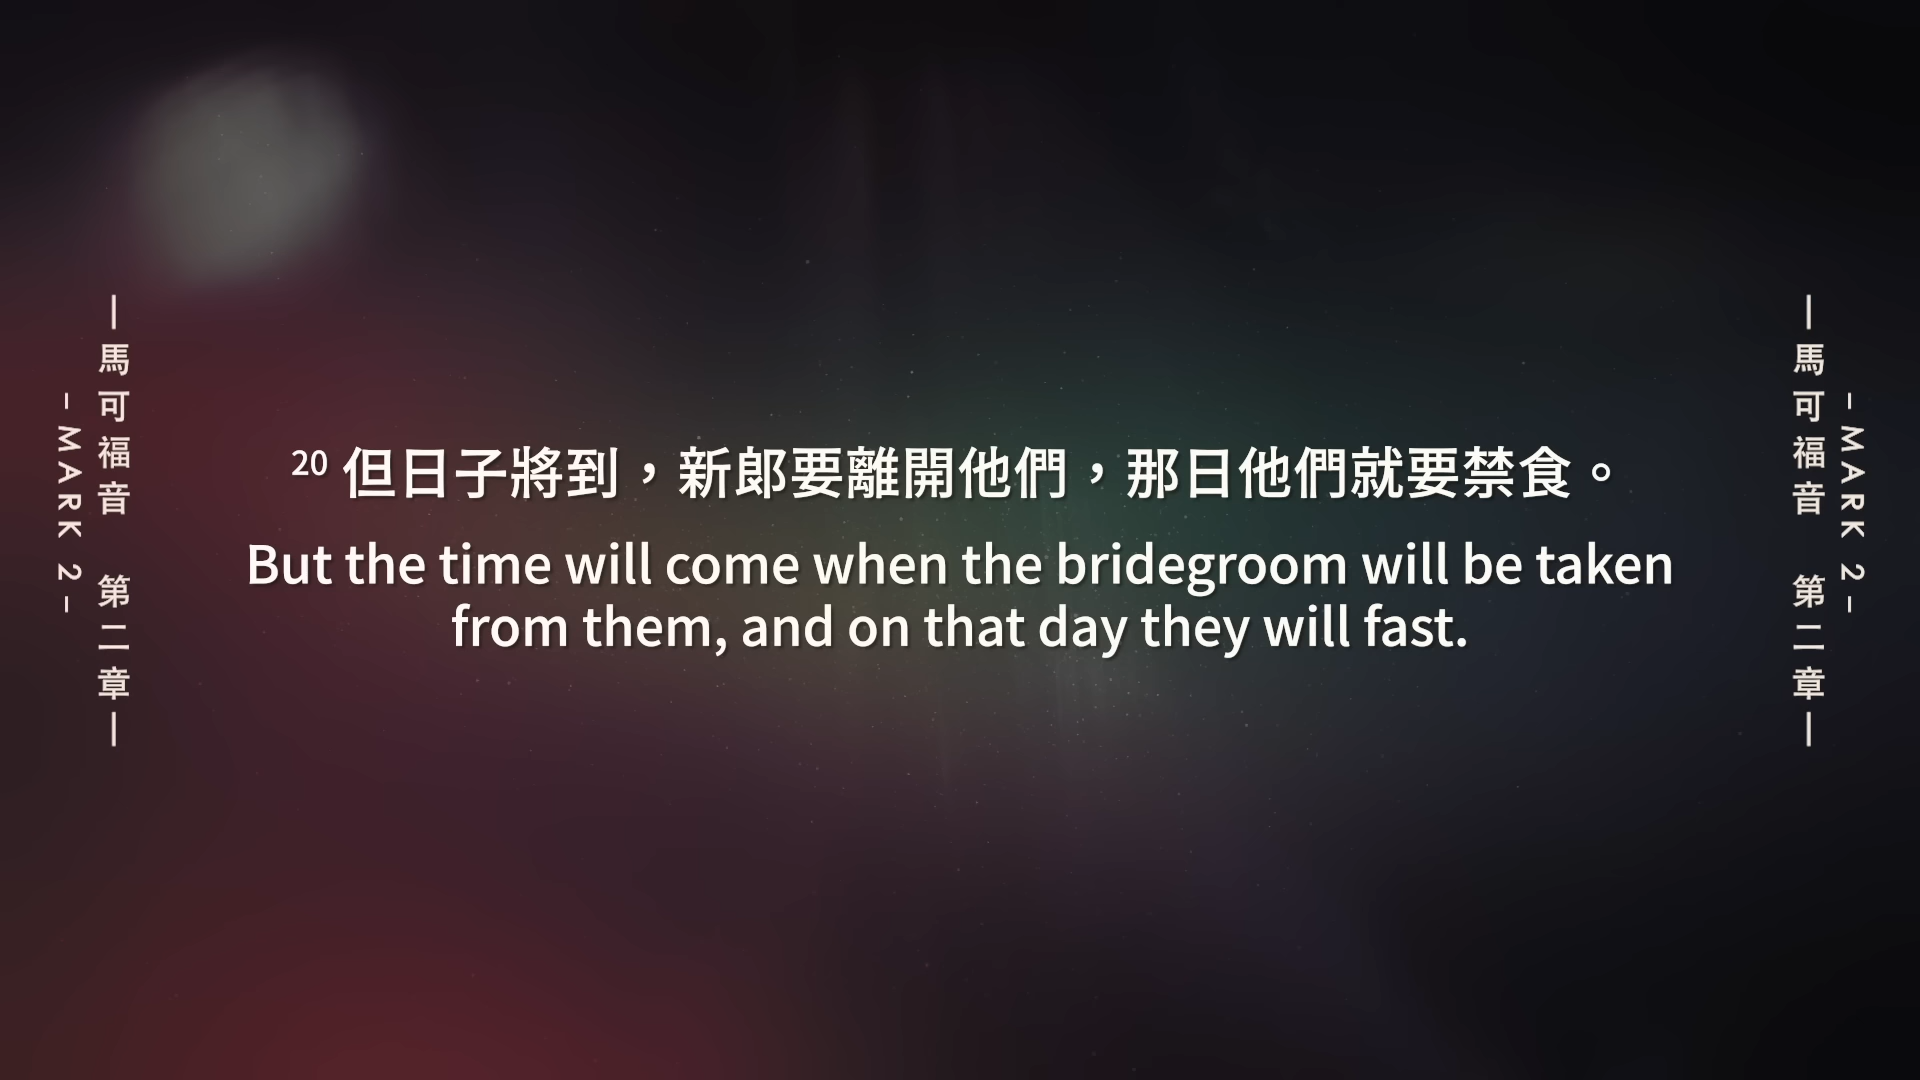 —馬可福音　第二章—
– MARK 2 –
20 但日子將到，新郎要離開他們，那日他們就要禁食。
But the time will come when the bridegroom will be taken
from them, and on that day they will fast.
—馬可福音　第二章—
– MARK 2 –